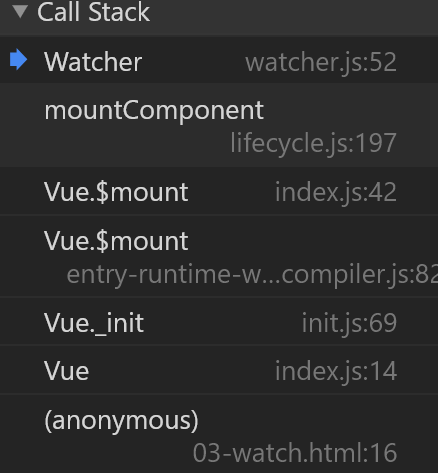 Call Stack
Watcher watcher.js:52
mountComponent
lifecycle.js:197
Vue.$mount index.js:42
Vue.$mount
entry-runtime-w…compiler.js:82
Vue._init init.js:69
Vue index.js:14
(anonymous)
03-watch.html:16